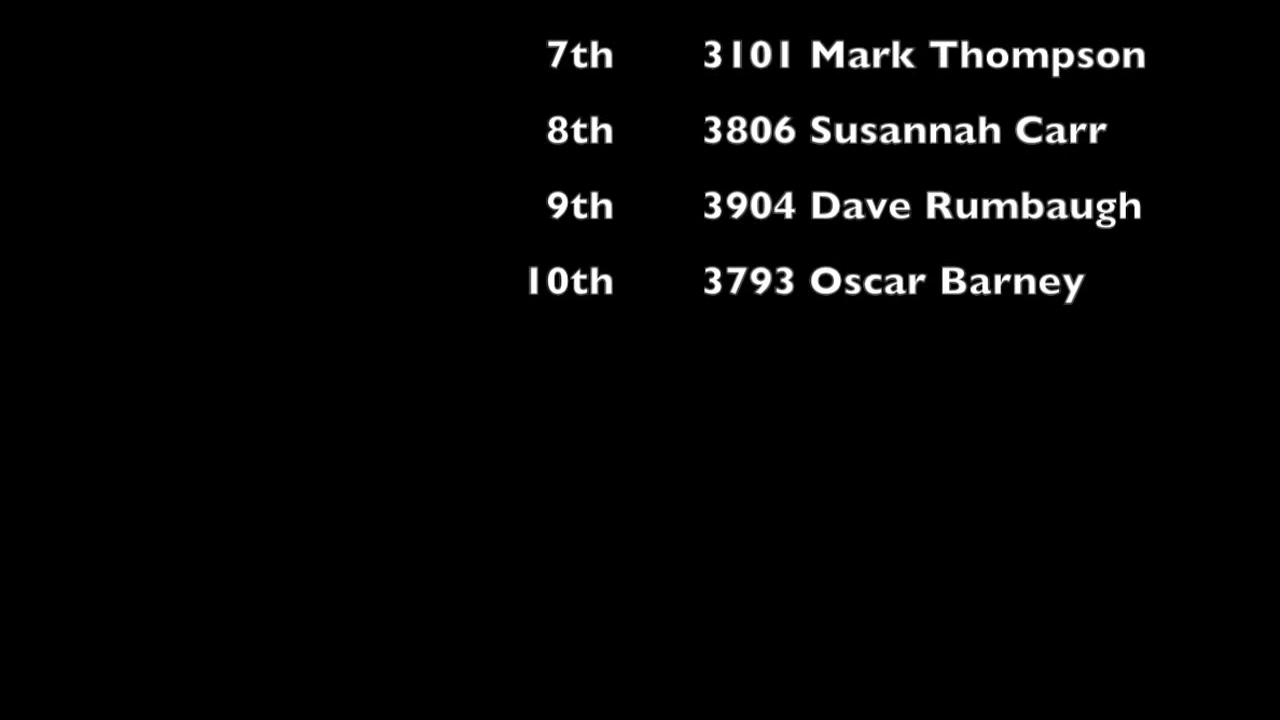 7th 3101 Mark Thompson
8th 3806 Susannah Carr
9th 3904 Dave Rumbaugh
10th 3793 Oscar Barney